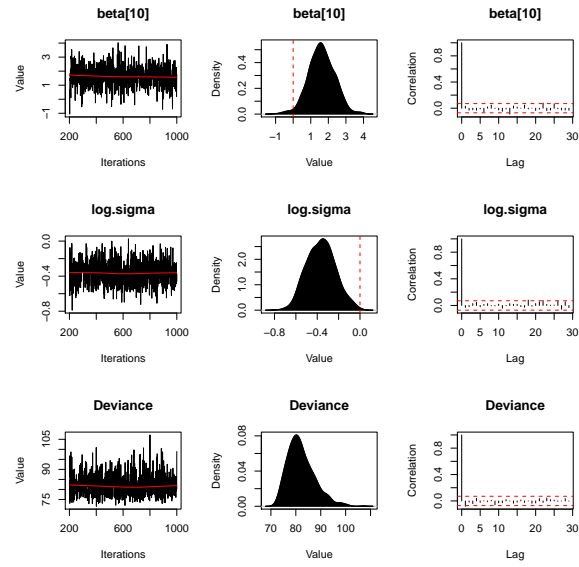 beta[10]
Value
-1 1 3
200 600 1000
Iterations
beta[10]
Density
0.0 0.2 0.4
-1 1 2 3 4
Value
beta[10]
Correlation
0.0 0.4 0.8
0 5 10 20 30
Lag
log.sigma
Value
-0.8 -0.4 0.0
200 600 1000
Iterations
log.sigma
Density
0.0 1.0 2.0
-0.8 -0.4 0.0
Value
log.sigma
Correlation
0.0 0.4 0.8
0 5 10 20 30
Lag
Deviance
Value
75 85 105
200 600 1000
Iterations
Deviance
Density
0.00 0.04 0.08
70 80 90 100
Value
Deviance
Correlation
0.0 0.4 0.8
0 5 10 20 30
Lag